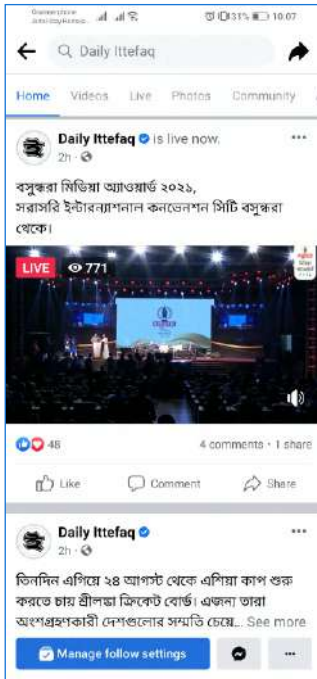 Grameenphone
31% 10:07
Daily Ittefaq
Home Videos Live Photos Community
Daily Ittefaq is live now.
2h
বসুন্ধরা মিডিয়া অ্যাওয়ার্ড ২০২১,
সরাসরি ইন্টারন্যাশনাল কনভেনশন সিটি বসুন্ধরা
থেকে।
LIVE 771
48 4 comments · 1 share
Like Comment Share
Daily Ittefaq
2h
তিনদিন এগিয়ে ২৪ আগস্ট থেকে এশিয়া কাপ শুরু
করতে চায় শ্রীলঙ্কা ক্রিকেট বোর্ড। এজন্য তারা
অংশগ্রহণকারী দেশগুলোর সম্মতি চেয়ে... See more
Manage follow settings